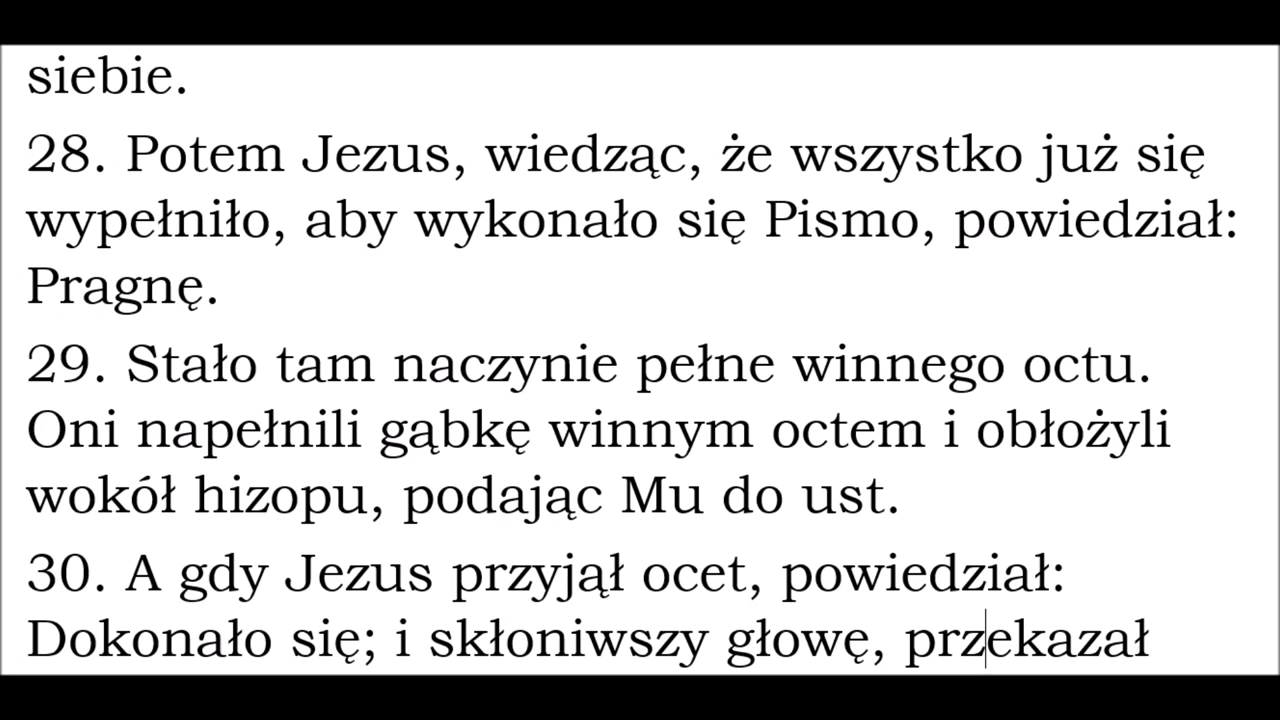 siebie.
28. Potem Jezus, wiedząc, że wszystko już się
wypełniło, aby wykonało się Pismo, powiedział:
Pragnę.
29. Stało tam naczynie pełne winnego octu.
Oni napełnili gąbkę winnym octem i obłożyli
wokół hizopu, podając Mu do ust.
30. A gdy Jezus przyjął ocet, powiedział:
Dokonało się; i skłoniwszy głowę, przekazał